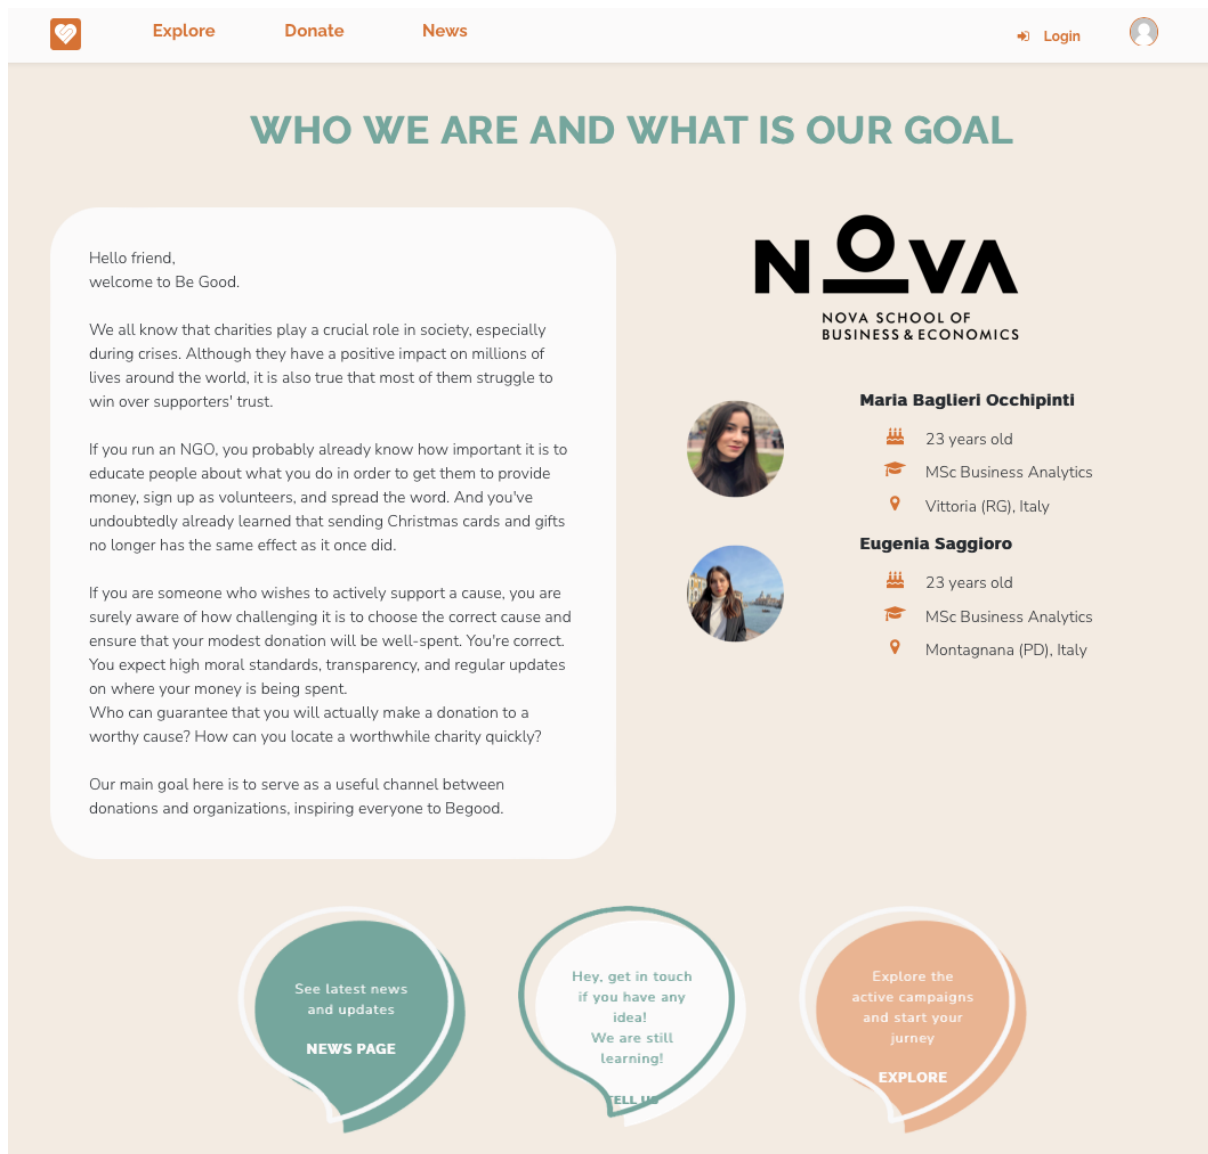 Explore Donate News Login
WHO WE ARE AND WHAT IS OUR GOAL
Hello friend,
welcome to Be Good.
We all know that charities play a crucial role in society, especially
during crises. Although they have a positive impact on millions of
lives around the world, it is also true that most of them struggle to
win over supporters' trust.
If you run an NGO, you probably already know how important it is to
educate people about what you do in order to get them to provide
money, sign up as volunteers, and spread the word. And you've
undoubtedly already learned that sending Christmas cards and gifts
no longer has the same effect as it once did.
If you are someone who wishes to actively support a cause, you are
surely aware of how challenging it is to choose the correct cause and
ensure that your modest donation will be well-spent. You're correct.
You expect high moral standards, transparency, and regular updates
on where your money is being spent.
Who can guarantee that you will actually make a donation to a
worthy cause? How can you locate a worthwhile charity quickly?
Our main goal here is to serve as a useful channel between
donations and organizations, inspiring everyone to Begood.
NOVA
NOVA SCHOOL OF
BUSINESS & ECONOMICS
Maria Baglieri Occhipinti
23 years old
MSc Business Analytics
Vittoria (RG), Italy
Eugenia Saggioro
23 years old
MSc Business Analytics
Montagnana (PD), Italy
See latest news
and updates
NEWS PAGE
Hey, get in touch
if you have any
idea!
We are still
learning!
TELL US
Explore the
active campaigns
and start your
jurney
EXPLORE